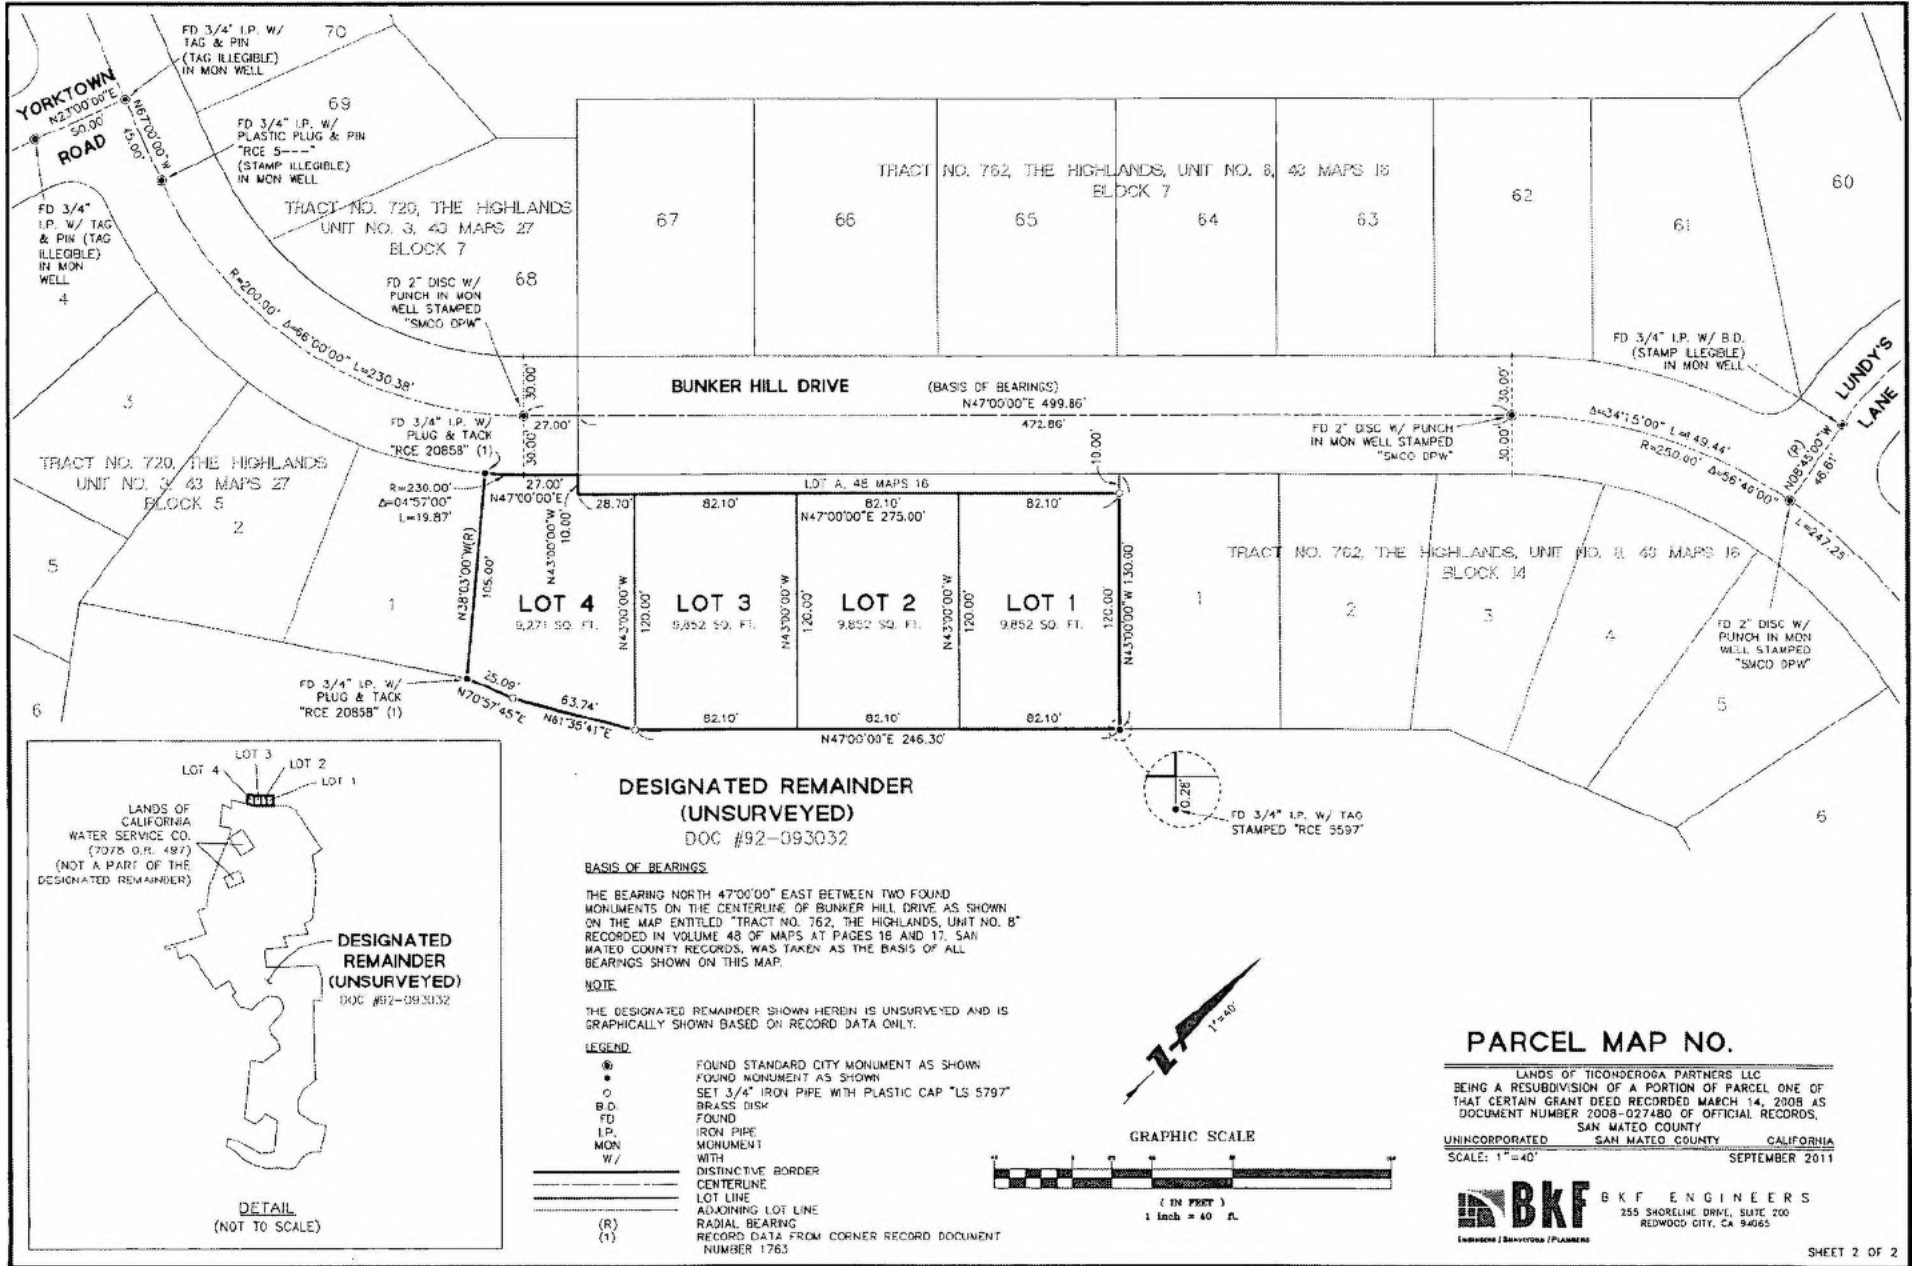 FD 3/4" I.P. W/
TAG & PIN
(TAG ILLEGIBLE)
IN MON WELL
70
YORKTOWN
ROAD
N23°00'00"E
50.00'
N67°00'00"W
45.00'
69
FD 3/4" I.P. W/
PLASTIC PLUG & PIN
"RCE 5---"
(STAMP ILLEGIBLE)
IN MON WELL
FD 3/4"
I.P. W/ TAG
& PIN (TAG
ILLEGIBLE)
IN MON
WELL
4
TRACT NO. 720, THE HIGHLANDS
UNIT NO. 3, 43 MAPS 27
BLOCK 7
68
FD 2" DISC W/
PUNCH IN MON
WELL STAMPED
"SMCO DPW"
R=200.00' Δ=66°00'00" L=230.38'
TRACT NO. 762, THE HIGHLANDS, UNIT NO. 8, 48 MAPS 16
BLOCK 7
67
66
65
64
63
62
61
60
FD 3/4" I.P. W/ B.D.
(STAMP ILLEGIBLE)
IN MON WELL
LUNDY'S
LANE
BUNKER HILL DRIVE
(BASIS OF BEARINGS)
N47°00'00"E 499.86'
30.00'
30.00'
27.00'
472.86'
10.00'
30.00'
30.00'
FD 2" DISC W/ PUNCH
IN MON WELL STAMPED
"SMCO DPW"
Δ=34°15'00" L=149.44'
R=250.00' Δ=56°40'00"
L=247.25'
N08°45'00"W
(R)
46.61'
FD 3/4" I.P. W/
PLUG & TACK
"RCE 20858" (1)
3
TRACT NO. 720, THE HIGHLANDS
UNIT NO. 3, 43 MAPS 27
BLOCK 5
2
5
1
6
R=230.00'
Δ=04°57'00"
L=19.87'
27.00'
N47°00'00"E
N43°00'00"W
10.00'
LOT A, 48 MAPS 16
28.70'
82.10'
82.10'
82.10'
N47°00'00"E 275.00'
N38°03'00"W(R)
105.00'
LOT 4
9,271 SQ. FT.
N43°00'00"W
120.00'
LOT 3
9,852 SQ. FT.
N43°00'00"W
120.00'
LOT 2
9,852 SQ. FT.
N43°00'00"W
120.00'
LOT 1
9,852 SQ. FT.
120.00'
N43°00'00"W 130.00'
TRACT NO. 762, THE HIGHLANDS, UNIT NO. 8, 48 MAPS 16
BLOCK 14
1
2
3
4
5
6
FD 2" DISC W/
PUNCH IN MON
WELL STAMPED
"SMCO DPW"
FD 3/4" I.P. W/
PLUG & TACK
"RCE 20858" (1)
25.09'
N70°57'45"E
63.74'
N61°35'41"E
82.10'
82.10'
82.10'
N47°00'00"E 246.30'
0.26'
FD 3/4" I.P. W/ TAG
STAMPED "RCE 5597"
DESIGNATED REMAINDER
(UNSURVEYED)
DOC #92-093032
LOT 4
LOT 3
LOT 2
LOT 1
LANDS OF
CALIFORNIA
WATER SERVICE CO.
(7076 O.R. 497)
(NOT A PART OF THE
DESIGNATED REMAINDER)
DESIGNATED
REMAINDER
(UNSURVEYED)
DOC #92-093032
DETAIL
(NOT TO SCALE)
BASIS OF BEARINGS
THE BEARING NORTH 47°00'00" EAST BETWEEN TWO FOUND
MONUMENTS ON THE CENTERLINE OF BUNKER HILL DRIVE AS SHOWN
ON THE MAP ENTITLED "TRACT NO. 762, THE HIGHLANDS, UNIT NO. 8"
RECORDED IN VOLUME 48 OF MAPS AT PAGES 16 AND 17, SAN
MATEO COUNTY RECORDS, WAS TAKEN AS THE BASIS OF ALL
BEARINGS SHOWN ON THIS MAP.
NOTE
THE DESIGNATED REMAINDER SHOWN HEREIN IS UNSURVEYED AND IS
GRAPHICALLY SHOWN BASED ON RECORD DATA ONLY.
LEGEND
FOUND STANDARD CITY MONUMENT AS SHOWN
FOUND MONUMENT AS SHOWN
SET 3/4" IRON PIPE WITH PLASTIC CAP "LS 5797"
B.D. BRASS DISK
FD FOUND
I.P. IRON PIPE
MON MONUMENT
W/ WITH
DISTINCTIVE BORDER
CENTERLINE
LOT LINE
ADJOINING LOT LINE
(R) RADIAL BEARING
(1) RECORD DATA FROM CORNER RECORD DOCUMENT
NUMBER 1763
N
1"=40'
GRAPHIC SCALE
( IN FEET )
1 inch = 40 ft.
PARCEL MAP NO.
LANDS OF TICONDEROGA PARTNERS LLC
BEING A RESUBDIVISION OF A PORTION OF PARCEL ONE OF
THAT CERTAIN GRANT DEED RECORDED MARCH 14, 2008 AS
DOCUMENT NUMBER 2008-027480 OF OFFICIAL RECORDS,
SAN MATEO COUNTY
UNINCORPORATED SAN MATEO COUNTY CALIFORNIA
SCALE: 1"=40' SEPTEMBER 2011
BKF
ENGINEERS / SURVEYORS / PLANNERS
BKF ENGINEERS
255 SHORELINE DRIVE, SUITE 200
REDWOOD CITY, CA 94065
SHEET 2 OF 2